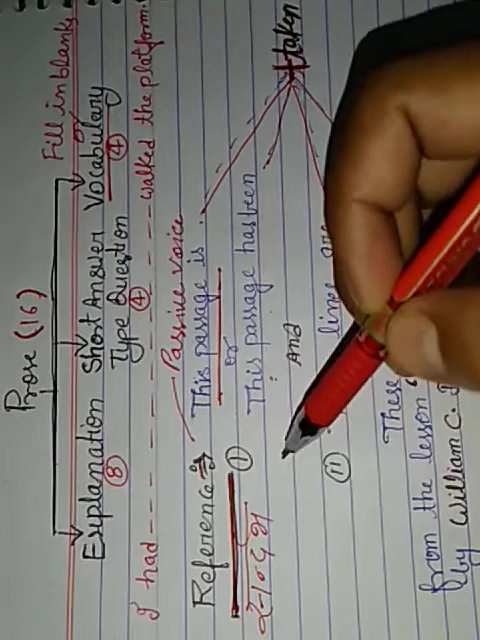 Prose (16)
Fill in blanks
or
Explanation Short Answer Vocabulary
Type Question
⑧ ④ ④
I had --- - - - - - - --- walked the platform.
Passive voice
Reference ⇒ This passage is
or
① This passage has been
taken
And
ⅱ lines are
These
from the lesson
by William C.